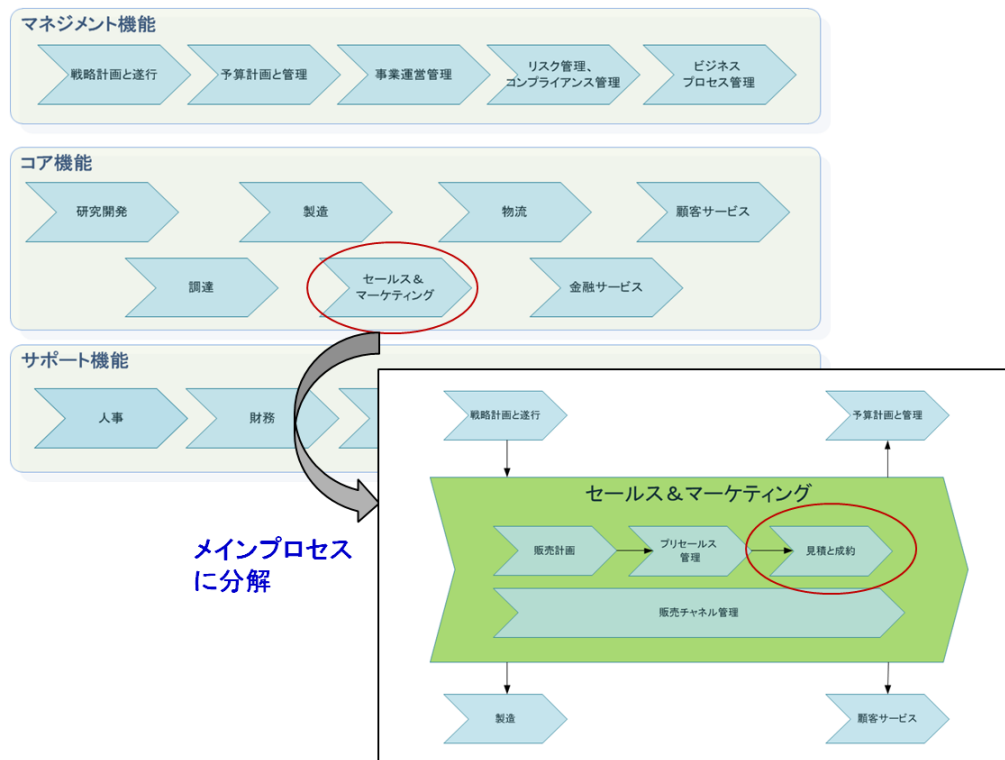 マネジメント機能
戦略計画と遂行
予算計画と管理
事業運営管理
リスク管理、
コンプライアンス管理
ビジネス
プロセス管理
コア機能
研究開発
製造
物流
顧客サービス
調達
セールス＆
マーケティング
金融サービス
サポート機能
人事
財務
メインプロセス
に分解
戦略計画と遂行
予算計画と管理
セールス＆マーケティング
販売計画
プリセールス
管理
見積と成約
販売チャネル管理
製造
顧客サービス